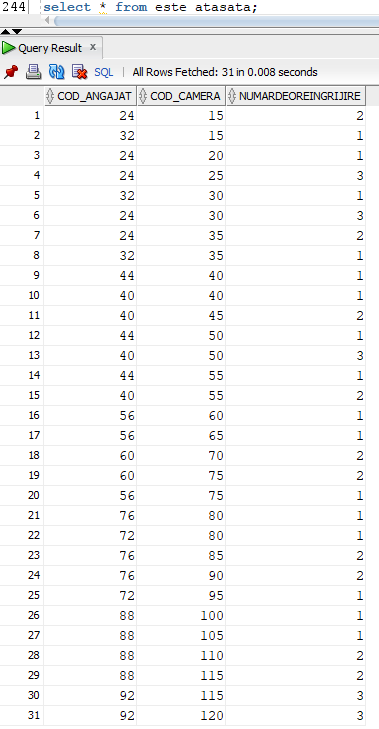 244 select * from este atasata;
Query Result x
SQL | All Rows Fetched: 31 in 0.008 seconds
COD_ANGAJAT COD_CAMERA NUMARDEOREINGRIJIRE
1 24 15 2
2 32 15 1
3 24 20 1
4 24 25 3
5 32 30 1
6 24 30 3
7 24 35 2
8 32 35 1
9 44 40 1
10 40 40 1
11 40 45 2
12 44 50 1
13 40 50 3
14 44 55 1
15 40 55 2
16 56 60 1
17 56 65 1
18 60 70 2
19 60 75 2
20 56 75 1
21 76 80 1
22 72 80 1
23 76 85 2
24 76 90 2
25 72 95 1
26 88 100 1
27 88 105 1
28 88 110 2
29 88 115 2
30 92 115 3
31 92 120 3